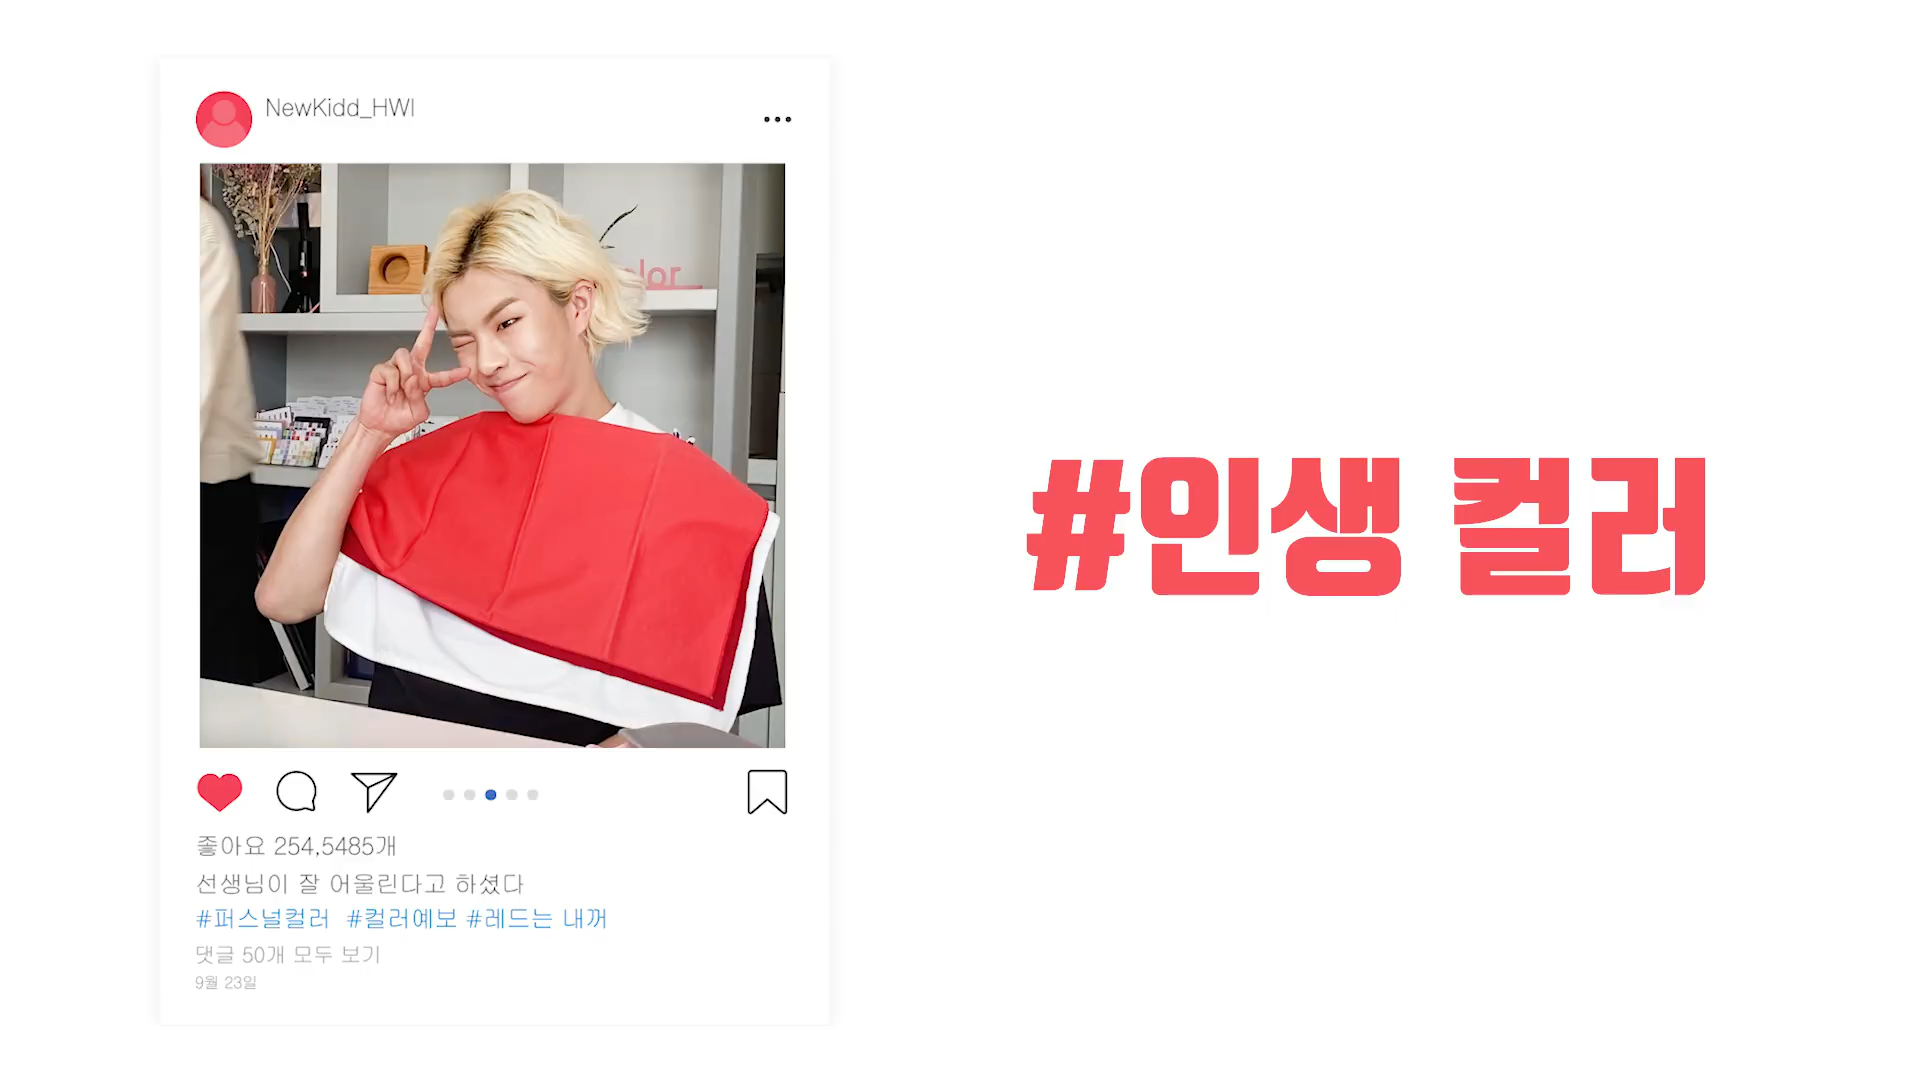 NewKidd_HWI
lor
#인생 컬러
좋아요 254,5485개
선생님이 잘 어울린다고 하셨다
#퍼스널컬러 #컬러예보 #레드는 내꺼
댓글 50개 모두 보기
9월 23일